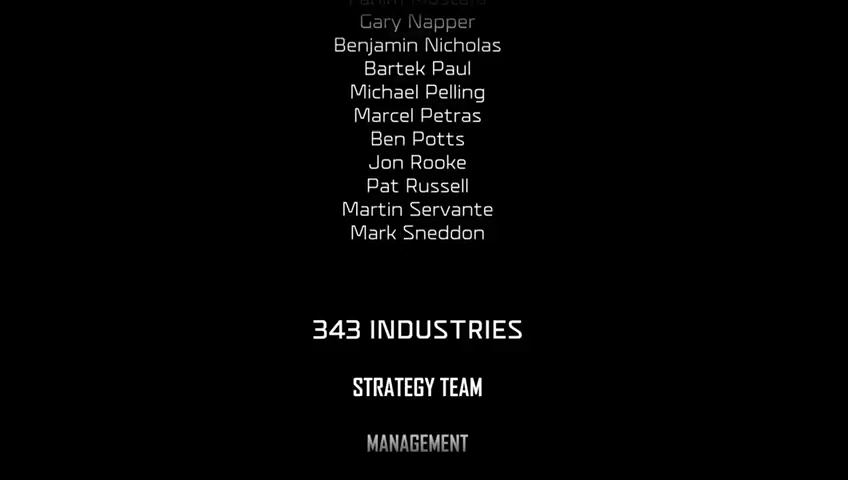 Gary Napper
Benjamin Nicholas
Bartek Paul
Michael Pelling
Marcel Petras
Ben Potts
Jon Rooke
Pat Russell
Martin Servante
Mark Sneddon
343 INDUSTRIES
STRATEGY TEAM
MANAGEMENT